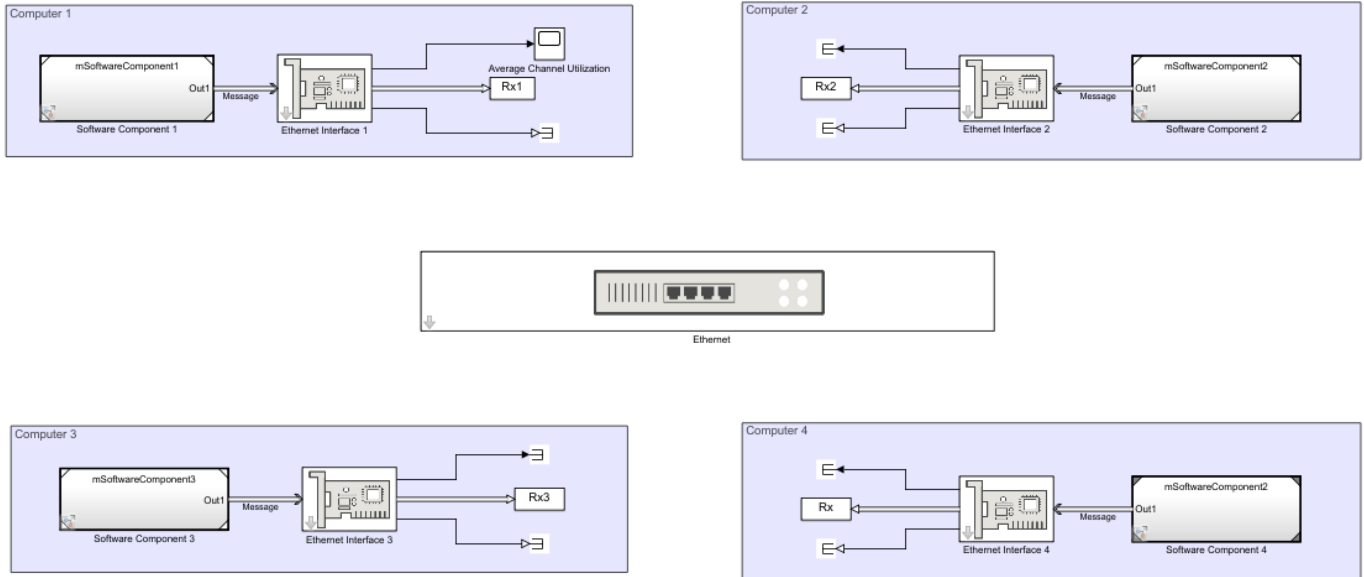 Computer 1
mSoftwareComponent1
Out1
Message
Software Component 1
Ethernet Interface 1
Average Channel Utilization
Rx1
Computer 2
Rx2
Ethernet Interface 2
Message
mSoftwareComponent2
Out1
Software Component 2
Ethernet
Computer 3
mSoftwareComponent3
Out1
Message
Software Component 3
Ethernet Interface 3
Rx3
Computer 4
Rx
Ethernet Interface 4
Message
mSoftwareComponent2
Out1
Software Component 4